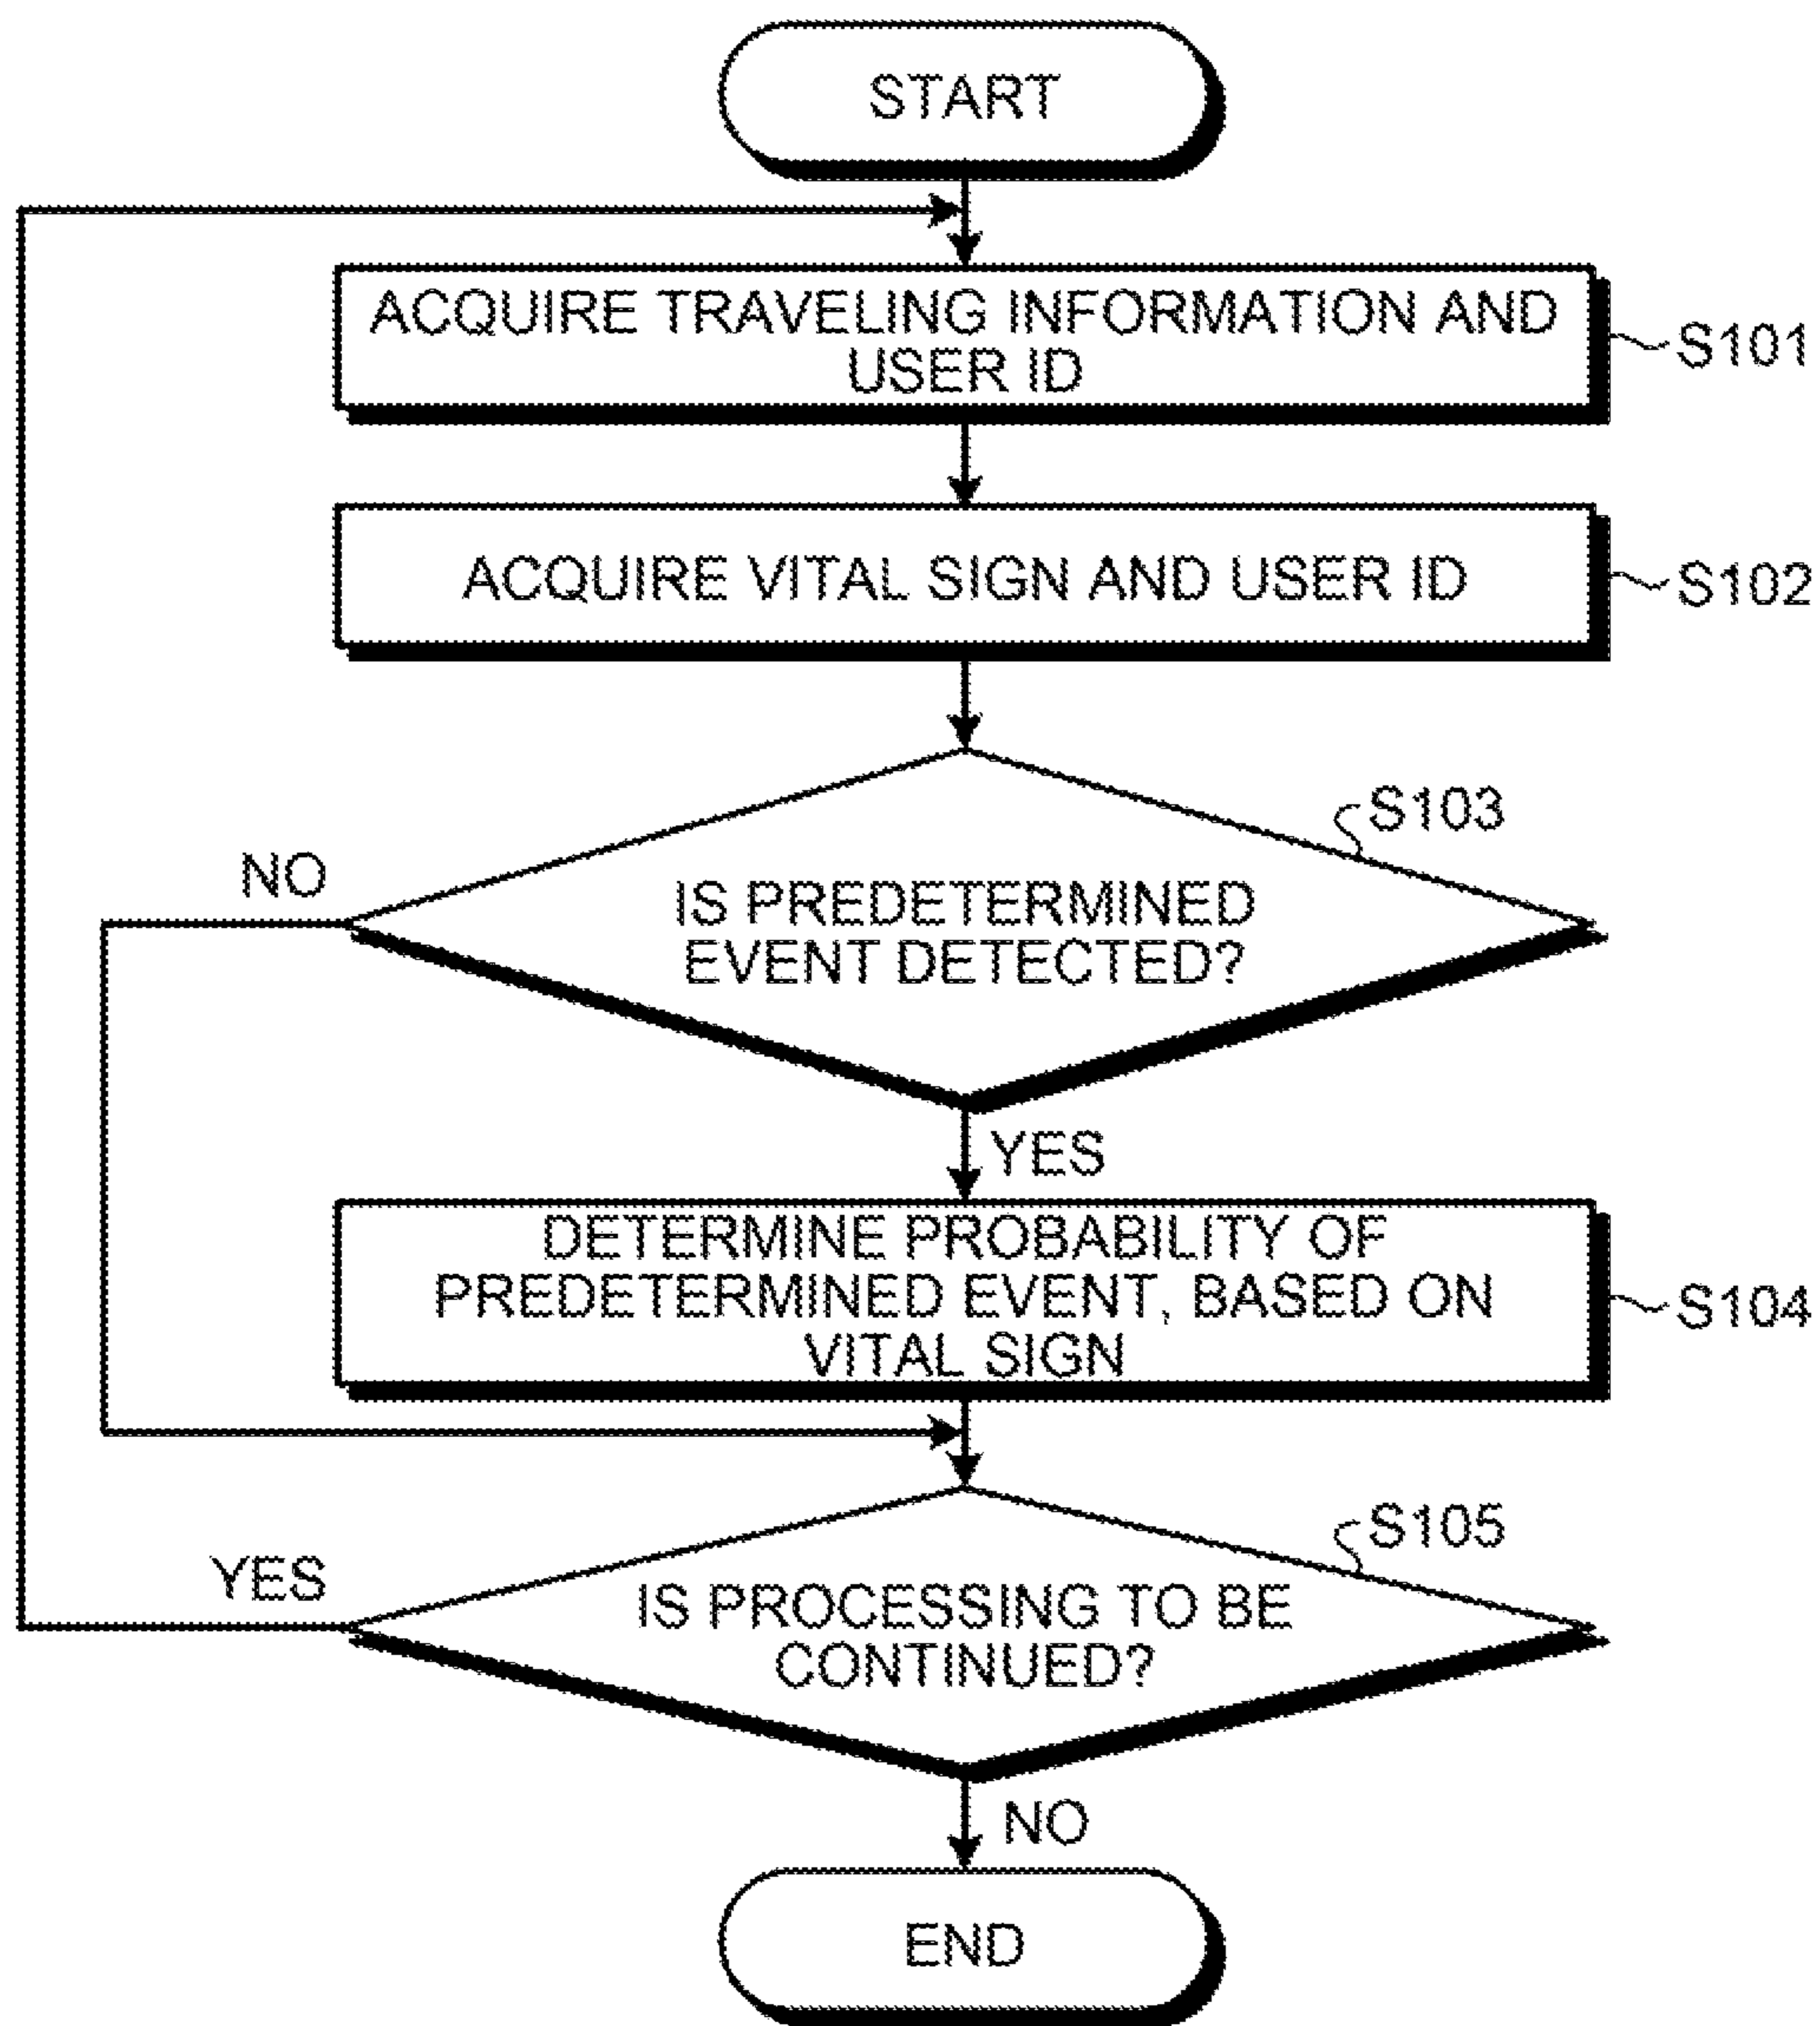 START
ACQUIRE TRAVELING INFORMATION AND
USER ID
S101
ACQUIRE VITAL SIGN AND USER ID
S102
S103
NO
IS PREDETERMINED
EVENT DETECTED?
YES
DETERMINE PROBABILITY OF
PREDETERMINED EVENT, BASED ON
VITAL SIGN
S104
S105
YES
IS PROCESSING TO BE
CONTINUED?
NO
END